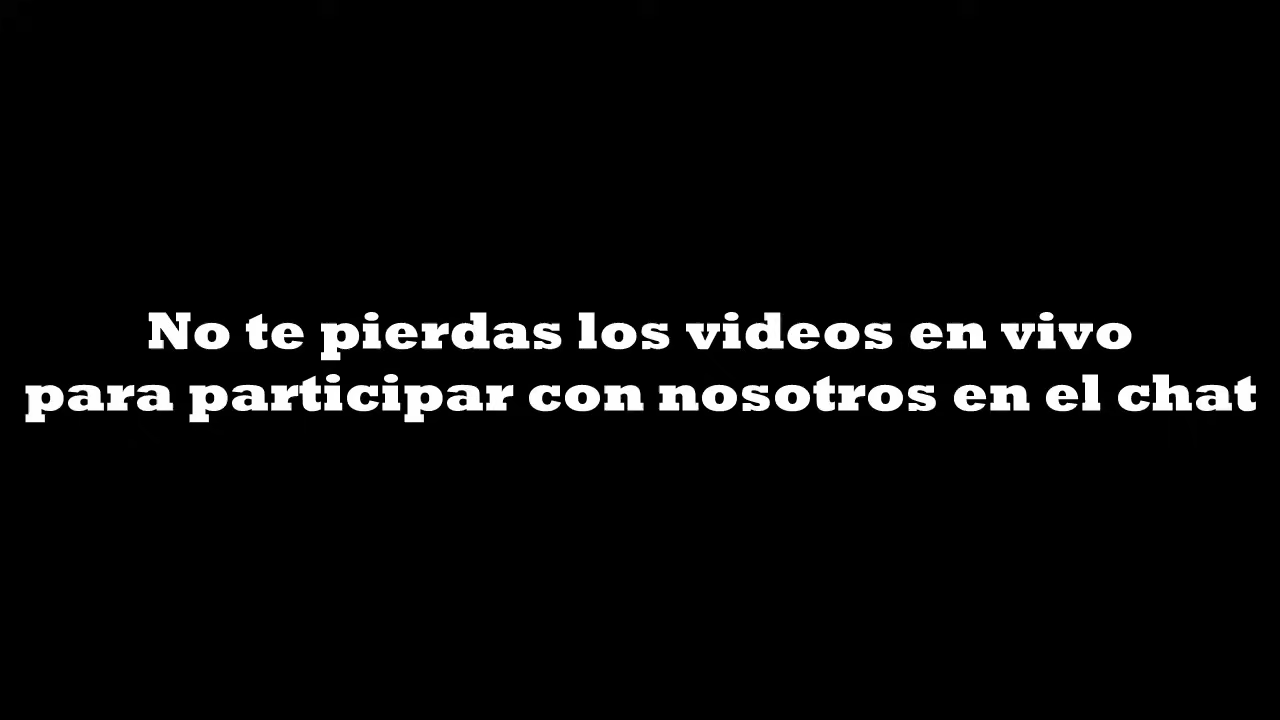 No te pierdas los videos en vivo
para participar con nosotros en el chat